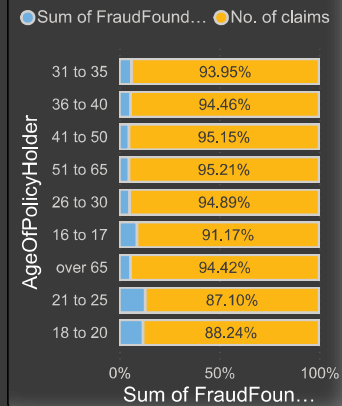 Sum of FraudFound... No. of claims
AgeOfPolicyHolder
31 to 35 93.95%
36 to 40 94.46%
41 to 50 95.15%
51 to 65 95.21%
26 to 30 94.89%
16 to 17 91.17%
over 65 94.42%
21 to 25 87.10%
18 to 20 88.24%
0% 50% 100%
Sum of FraudFoun...